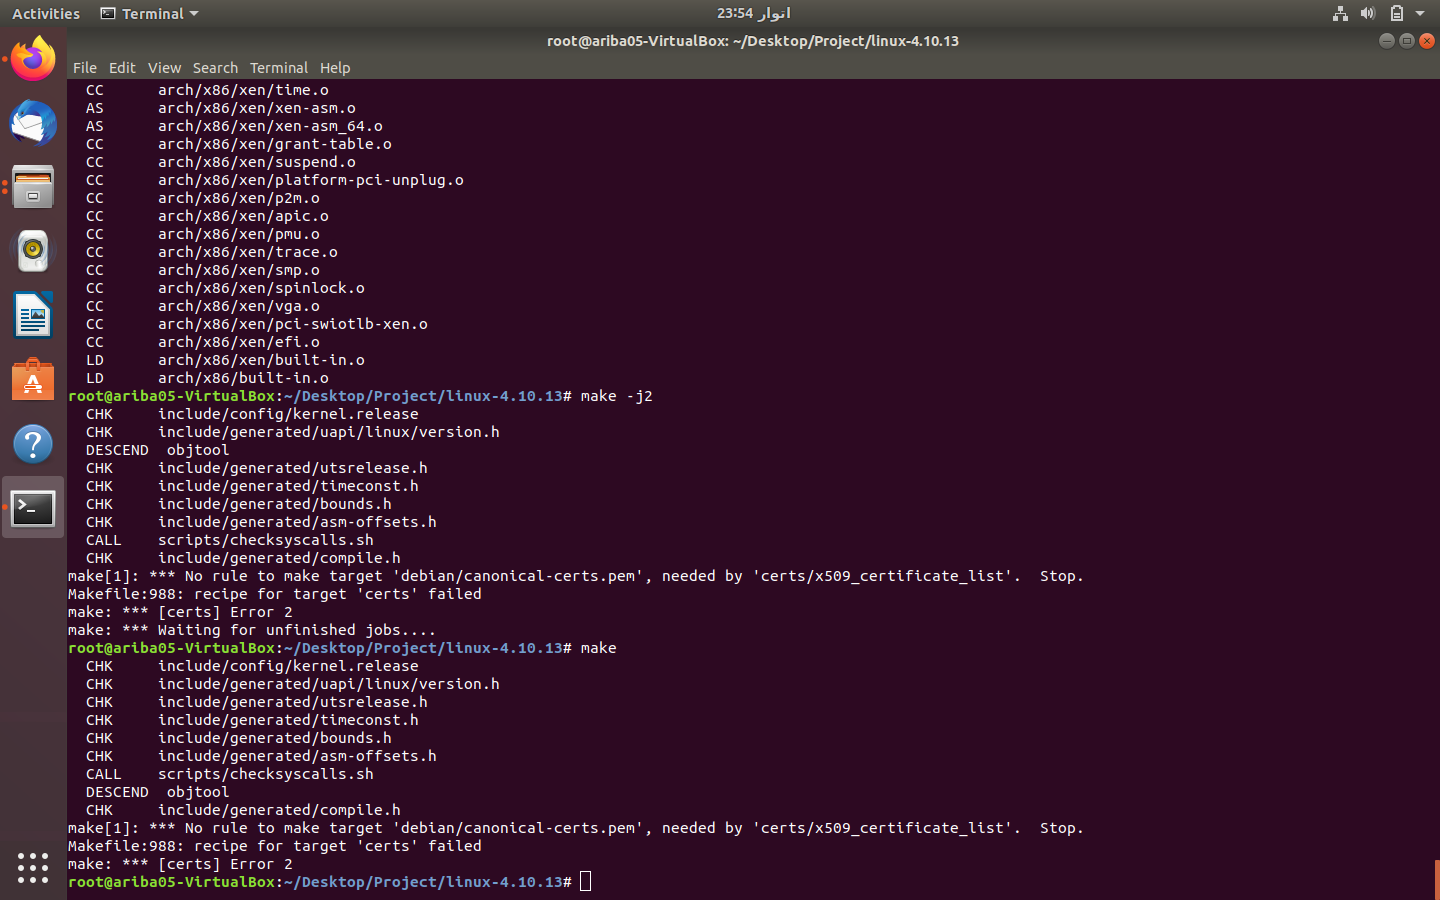 Activities
Terminal
اتوار 23:54
root@ariba05-VirtualBox: ~/Desktop/Project/linux-4.10.13
File Edit View Search Terminal Help
CC arch/x86/xen/time.o
AS arch/x86/xen/xen-asm.o
AS arch/x86/xen/xen-asm_64.o
CC arch/x86/xen/grant-table.o
CC arch/x86/xen/suspend.o
CC arch/x86/xen/platform-pci-unplug.o
CC arch/x86/xen/p2m.o
CC arch/x86/xen/apic.o
CC arch/x86/xen/pmu.o
CC arch/x86/xen/trace.o
CC arch/x86/xen/smp.o
CC arch/x86/xen/spinlock.o
CC arch/x86/xen/vga.o
CC arch/x86/xen/pci-swiotlb-xen.o
CC arch/x86/xen/efi.o
LD arch/x86/xen/built-in.o
LD arch/x86/built-in.o
root@ariba05-VirtualBox:~/Desktop/Project/linux-4.10.13# make -j2
CHK include/config/kernel.release
CHK include/generated/uapi/linux/version.h
DESCEND objtool
CHK include/generated/utsrelease.h
CHK include/generated/timeconst.h
CHK include/generated/bounds.h
CHK include/generated/asm-offsets.h
CALL scripts/checksyscalls.sh
CHK include/generated/compile.h
make[1]: *** No rule to make target 'debian/canonical-certs.pem', needed by 'certs/x509_certificate_list'. Stop.
Makefile:988: recipe for target 'certs' failed
make: *** [certs] Error 2
make: *** Waiting for unfinished jobs....
root@ariba05-VirtualBox:~/Desktop/Project/linux-4.10.13# make
CHK include/config/kernel.release
CHK include/generated/uapi/linux/version.h
CHK include/generated/utsrelease.h
CHK include/generated/timeconst.h
CHK include/generated/bounds.h
CHK include/generated/asm-offsets.h
CALL scripts/checksyscalls.sh
DESCEND objtool
CHK include/generated/compile.h
make[1]: *** No rule to make target 'debian/canonical-certs.pem', needed by 'certs/x509_certificate_list'. Stop.
Makefile:988: recipe for target 'certs' failed
make: *** [certs] Error 2
root@ariba05-VirtualBox:~/Desktop/Project/linux-4.10.13#